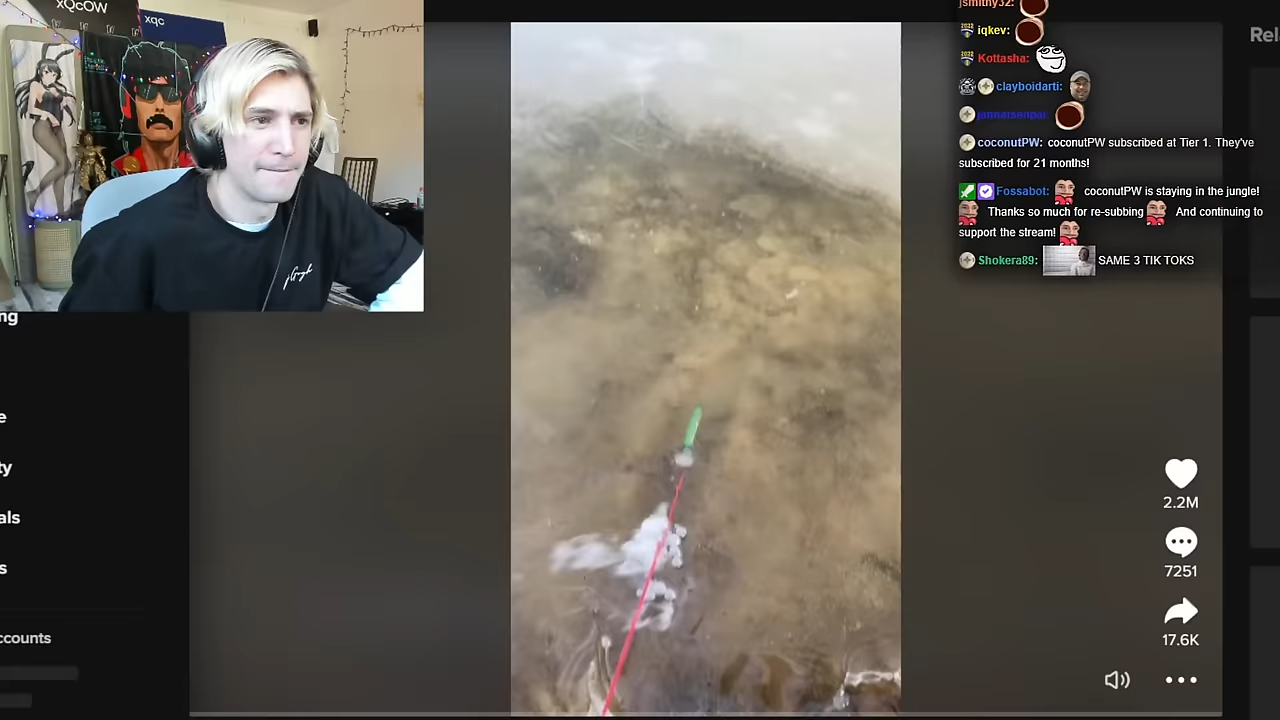 xQcOW
xqc
jsmithy32:
iqkev:
Kottasha:
clayboidarti:
jannatsenpai:
coconutPW: coconutPW subscribed at Tier 1. They've
subscribed for 21 months!
Fossabot: coconutPW is staying in the jungle!
Thanks so much for re-subbing And continuing to
support the stream!
Shokera89: SAME 3 TIK TOKS
Rel
ng
e
ty
als
s
ccounts
2.2M
7251
17.6K